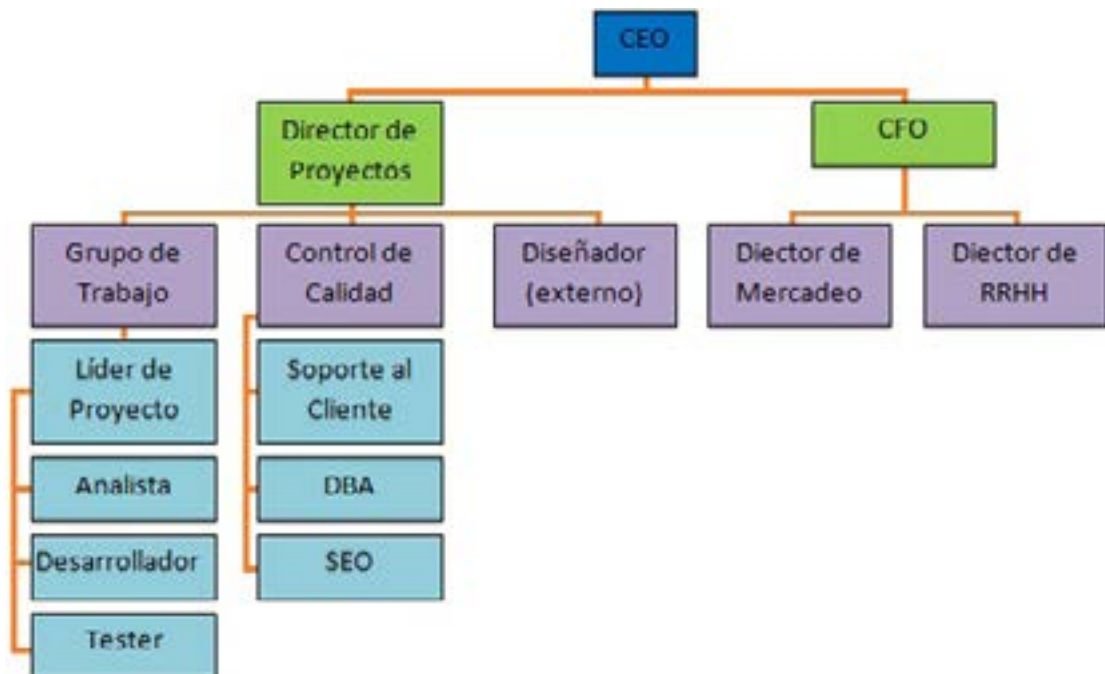 CEO
Director de
Proyectos
CFO
Grupo de
Trabajo
Control de
Calidad
Diseñador
(externo)
Diector de
Mercadeo
Diector de
RRHH
Líder de
Proyecto
Soporte al
Cliente
Analista
DBA
Desarrollador
SEO
Tester